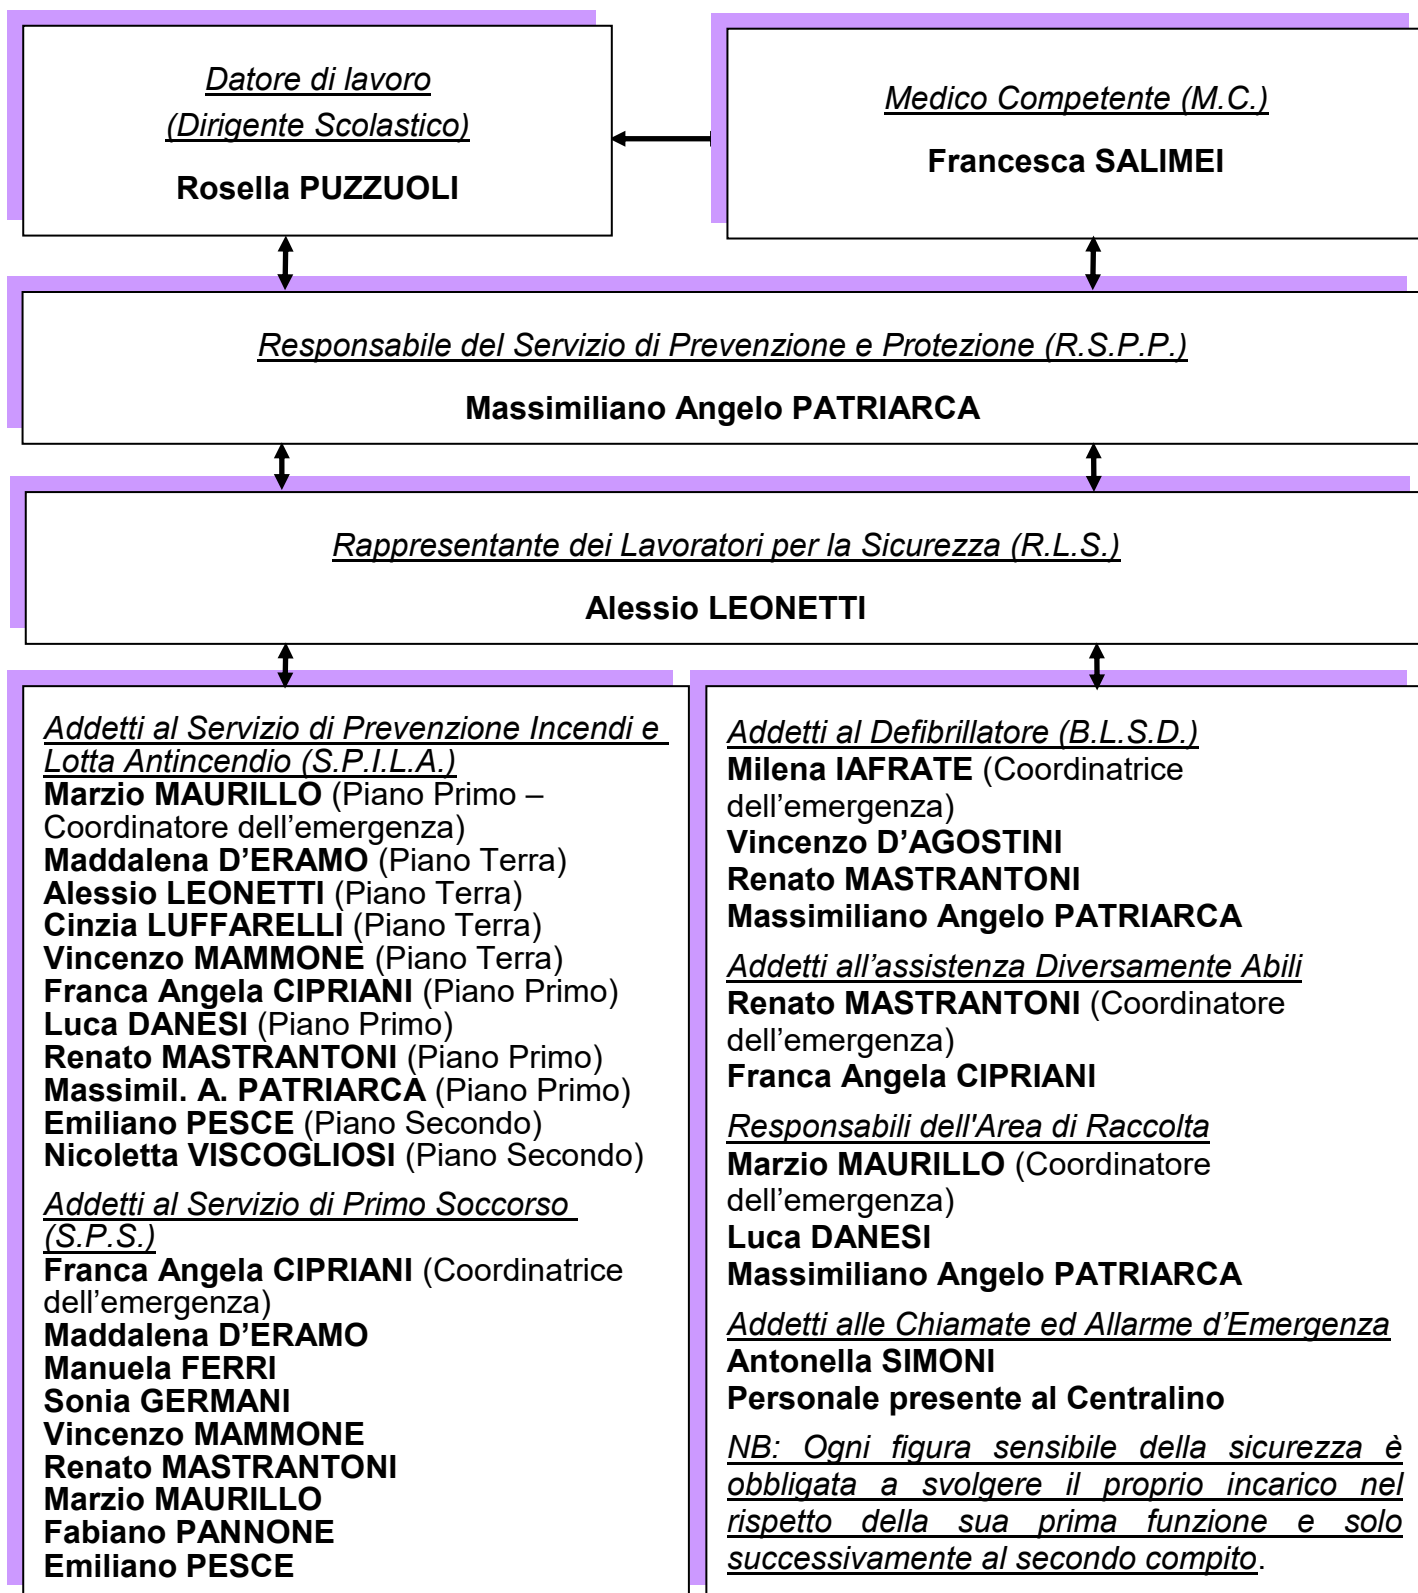 Datore di lavoro
(Dirigente Scolastico)
Rosella PUZZUOLI
Medico Competente (M.C.)
Francesca SALIMEI
Responsabile del Servizio di Prevenzione e Protezione (R.S.P.P.)
Massimiliano Angelo PATRIARCA
Rappresentante dei Lavoratori per la Sicurezza (R.L.S.)
Alessio LEONETTI
Addetti al Servizio di Prevenzione Incendi e
Lotta Antincendio (S.P.I.L.A.)
Marzio MAURILLO (Piano Primo –
Coordinatore dell’emergenza)
Maddalena D’ERAMO (Piano Terra)
Alessio LEONETTI (Piano Terra)
Cinzia LUFFARELLI (Piano Terra)
Vincenzo MAMMONE (Piano Terra)
Franca Angela CIPRIANI (Piano Primo)
Luca DANESI (Piano Primo)
Renato MASTRANTONI (Piano Primo)
Massimil. A. PATRIARCA (Piano Primo)
Emiliano PESCE (Piano Secondo)
Nicoletta VISCOGLIOSI (Piano Secondo)
Addetti al Servizio di Primo Soccorso
(S.P.S.)
Franca Angela CIPRIANI (Coordinatrice
dell’emergenza)
Maddalena D’ERAMO
Manuela FERRI
Sonia GERMANI
Vincenzo MAMMONE
Renato MASTRANTONI
Marzio MAURILLO
Fabiano PANNONE
Emiliano PESCE
Addetti al Defibrillatore (B.L.S.D.)
Milena IAFRATE (Coordinatrice
dell’emergenza)
Vincenzo D’AGOSTINI
Renato MASTRANTONI
Massimiliano Angelo PATRIARCA
Addetti all’assistenza Diversamente Abili
Renato MASTRANTONI (Coordinatore
dell’emergenza)
Franca Angela CIPRIANI
Responsabili dell'Area di Raccolta
Marzio MAURILLO (Coordinatore
dell’emergenza)
Luca DANESI
Massimiliano Angelo PATRIARCA
Addetti alle Chiamate ed Allarme d’Emergenza
Antonella SIMONI
Personale presente al Centralino
NB: Ogni figura sensibile della sicurezza è
obbligata a svolgere il proprio incarico nel
rispetto della sua prima funzione e solo
successivamente al secondo compito.